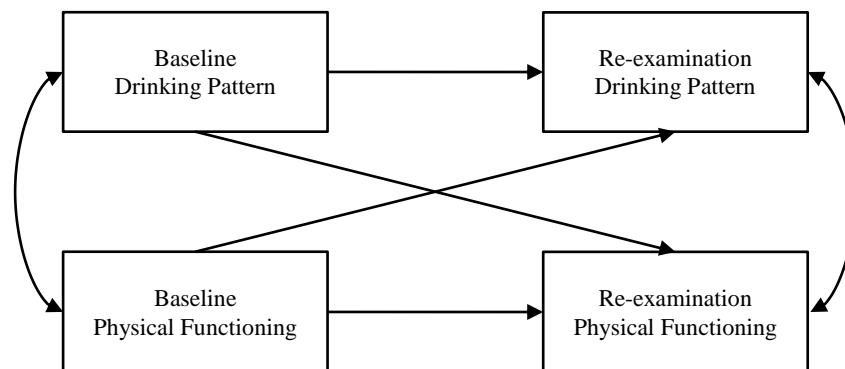 Baseline
Drinking Pattern
Re-examination
Drinking Pattern
Baseline
Physical Functioning
Re-examination
Physical Functioning